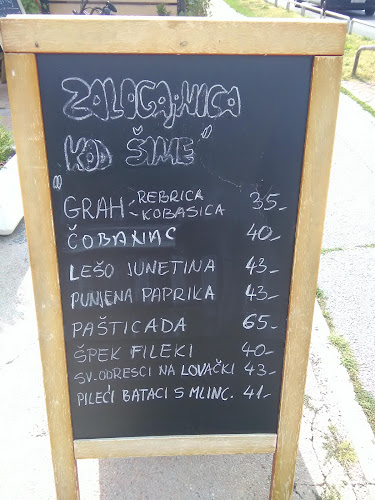 ZALOGAJNICA
"KOD ŠIME"
GRAH - REBRICA 35-
KOBASICA
ČOBANAC 40-
LEŠO JUNETINA 43-
PUNJENA PAPRIKA 43-
PAŠTICADA 65-
ŠPEK FILEKI 40-
SV. ODRESCI NA LOVAČKI 43-
PILEĆI BATACI S MLINC. 41-